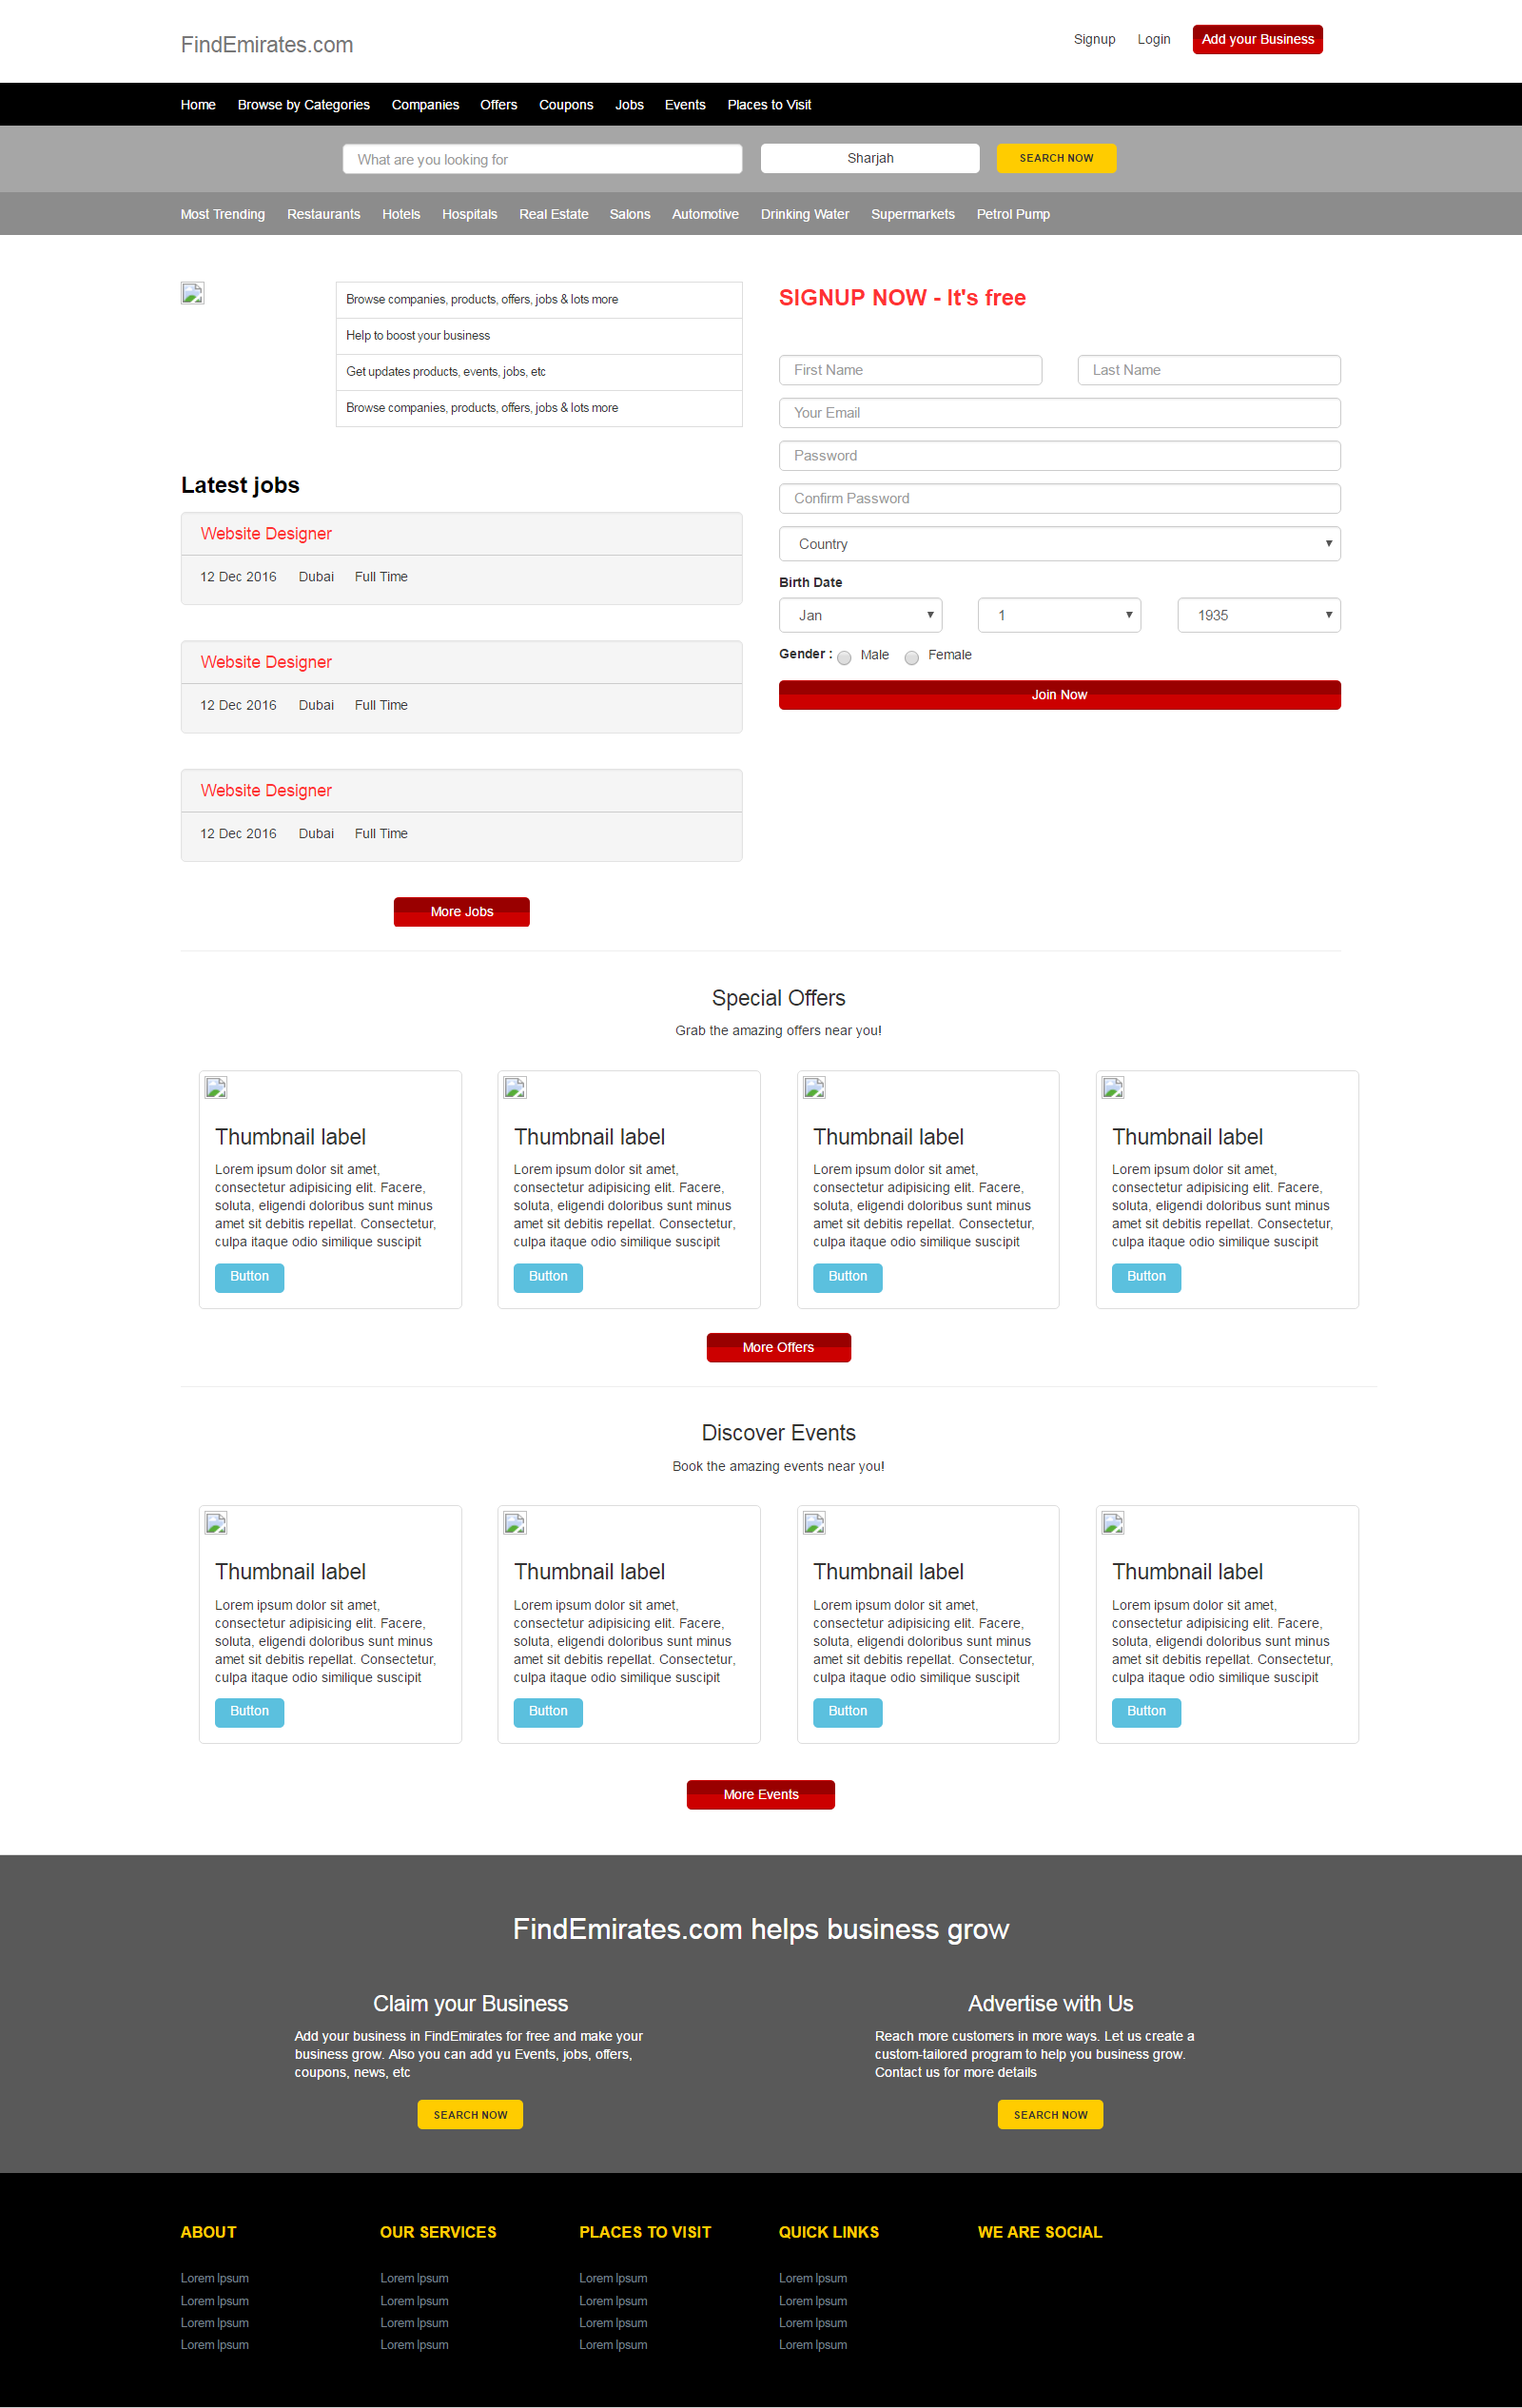 FindEmirates.com
Signup Login Add your Business
Home Browse by Categories Companies Offers Coupons Jobs Events Places to Visit
What are you looking for Sharjah SEARCH NOW
Most Trending Restaurants Hotels Hospitals Real Estate Salons Automotive Drinking Water Supermarkets Petrol Pump
Browse companies, products, offers, jobs & lots more
Help to boost your business
Get updates products, events, jobs, etc
Browse companies, products, offers, jobs & lots more
Latest jobs
Website Designer
12 Dec 2016 Dubai Full Time
Website Designer
12 Dec 2016 Dubai Full Time
Website Designer
12 Dec 2016 Dubai Full Time
More Jobs
SIGNUP NOW - It's free
First Name Last Name
Your Email
Password
Confirm Password
Country
Birth Date
Jan 1 1935
Gender : Male Female
Join Now
Special Offers
Grab the amazing offers near you!
Thumbnail label
Lorem ipsum dolor sit amet,
consectetur adipisicing elit. Facere,
soluta, eligendi doloribus sunt minus
amet sit debitis repellat. Consectetur,
culpa itaque odio similique suscipit
Button
Thumbnail label
Lorem ipsum dolor sit amet,
consectetur adipisicing elit. Facere,
soluta, eligendi doloribus sunt minus
amet sit debitis repellat. Consectetur,
culpa itaque odio similique suscipit
Button
Thumbnail label
Lorem ipsum dolor sit amet,
consectetur adipisicing elit. Facere,
soluta, eligendi doloribus sunt minus
amet sit debitis repellat. Consectetur,
culpa itaque odio similique suscipit
Button
Thumbnail label
Lorem ipsum dolor sit amet,
consectetur adipisicing elit. Facere,
soluta, eligendi doloribus sunt minus
amet sit debitis repellat. Consectetur,
culpa itaque odio similique suscipit
Button
More Offers
Discover Events
Book the amazing events near you!
Thumbnail label
Lorem ipsum dolor sit amet,
consectetur adipisicing elit. Facere,
soluta, eligendi doloribus sunt minus
amet sit debitis repellat. Consectetur,
culpa itaque odio similique suscipit
Button
Thumbnail label
Lorem ipsum dolor sit amet,
consectetur adipisicing elit. Facere,
soluta, eligendi doloribus sunt minus
amet sit debitis repellat. Consectetur,
culpa itaque odio similique suscipit
Button
Thumbnail label
Lorem ipsum dolor sit amet,
consectetur adipisicing elit. Facere,
soluta, eligendi doloribus sunt minus
amet sit debitis repellat. Consectetur,
culpa itaque odio similique suscipit
Button
Thumbnail label
Lorem ipsum dolor sit amet,
consectetur adipisicing elit. Facere,
soluta, eligendi doloribus sunt minus
amet sit debitis repellat. Consectetur,
culpa itaque odio similique suscipit
Button
More Events
FindEmirates.com helps business grow
Claim your Business
Add your business in FindEmirates for free and make your
business grow. Also you can add yu Events, jobs, offers,
coupons, news, etc
SEARCH NOW
Advertise with Us
Reach more customers in more ways. Let us create a
custom-tailored program to help you business grow.
Contact us for more details
SEARCH NOW
ABOUT
Lorem Ipsum
Lorem Ipsum
Lorem Ipsum
Lorem Ipsum
OUR SERVICES
Lorem Ipsum
Lorem Ipsum
Lorem Ipsum
Lorem Ipsum
PLACES TO VISIT
Lorem Ipsum
Lorem Ipsum
Lorem Ipsum
Lorem Ipsum
QUICK LINKS
Lorem Ipsum
Lorem Ipsum
Lorem Ipsum
Lorem Ipsum
WE ARE SOCIAL